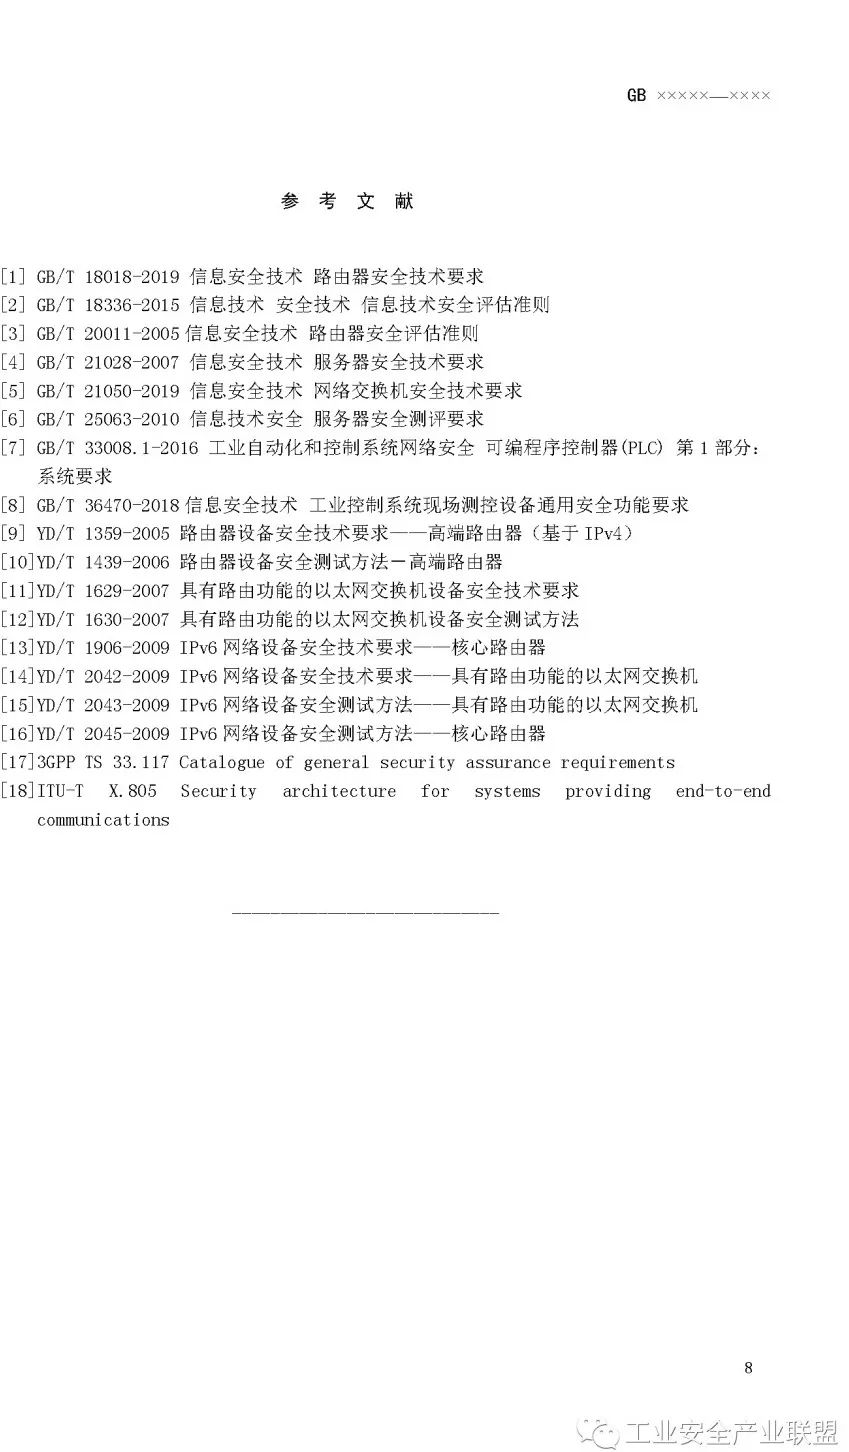 GB ×××××—××××
参 考 文 献
[1] GB/T 18018-2019 信息安全技术 路由器安全技术要求
[2] GB/T 18336-2015 信息技术 安全技术 信息技术安全评估准则
[3] GB/T 20011-2005信息安全技术 路由器安全评估准则
[4] GB/T 21028-2007 信息安全技术 服务器安全技术要求
[5] GB/T 21050-2019 信息安全技术 网络交换机安全技术要求
[6] GB/T 25063-2010 信息技术安全 服务器安全测评要求
[7] GB/T 33008.1-2016 工业自动化和控制系统网络安全 可编程序控制器(PLC) 第1部分：
系统要求
[8] GB/T 36470-2018信息安全技术 工业控制系统现场测控设备通用安全功能要求
[9] YD/T 1359-2005 路由器设备安全技术要求——高端路由器（基于IPv4）
[10]YD/T 1439-2006 路由器设备安全测试方法－高端路由器
[11]YD/T 1629-2007 具有路由功能的以太网交换机设备安全技术要求
[12]YD/T 1630-2007 具有路由功能的以太网交换机设备安全测试方法
[13]YD/T 1906-2009 IPv6网络设备安全技术要求——核心路由器
[14]YD/T 2042-2009 IPv6网络设备安全技术要求——具有路由功能的以太网交换机
[15]YD/T 2043-2009 IPv6网络设备安全测试方法——具有路由功能的以太网交换机
[16]YD/T 2045-2009 IPv6网络设备安全测试方法——核心路由器
[17]3GPP TS 33.117 Catalogue of general security assurance requirements
[18]ITU-T X.805 Security architecture for systems providing end-to-end
communications
8
工业安全产业联盟